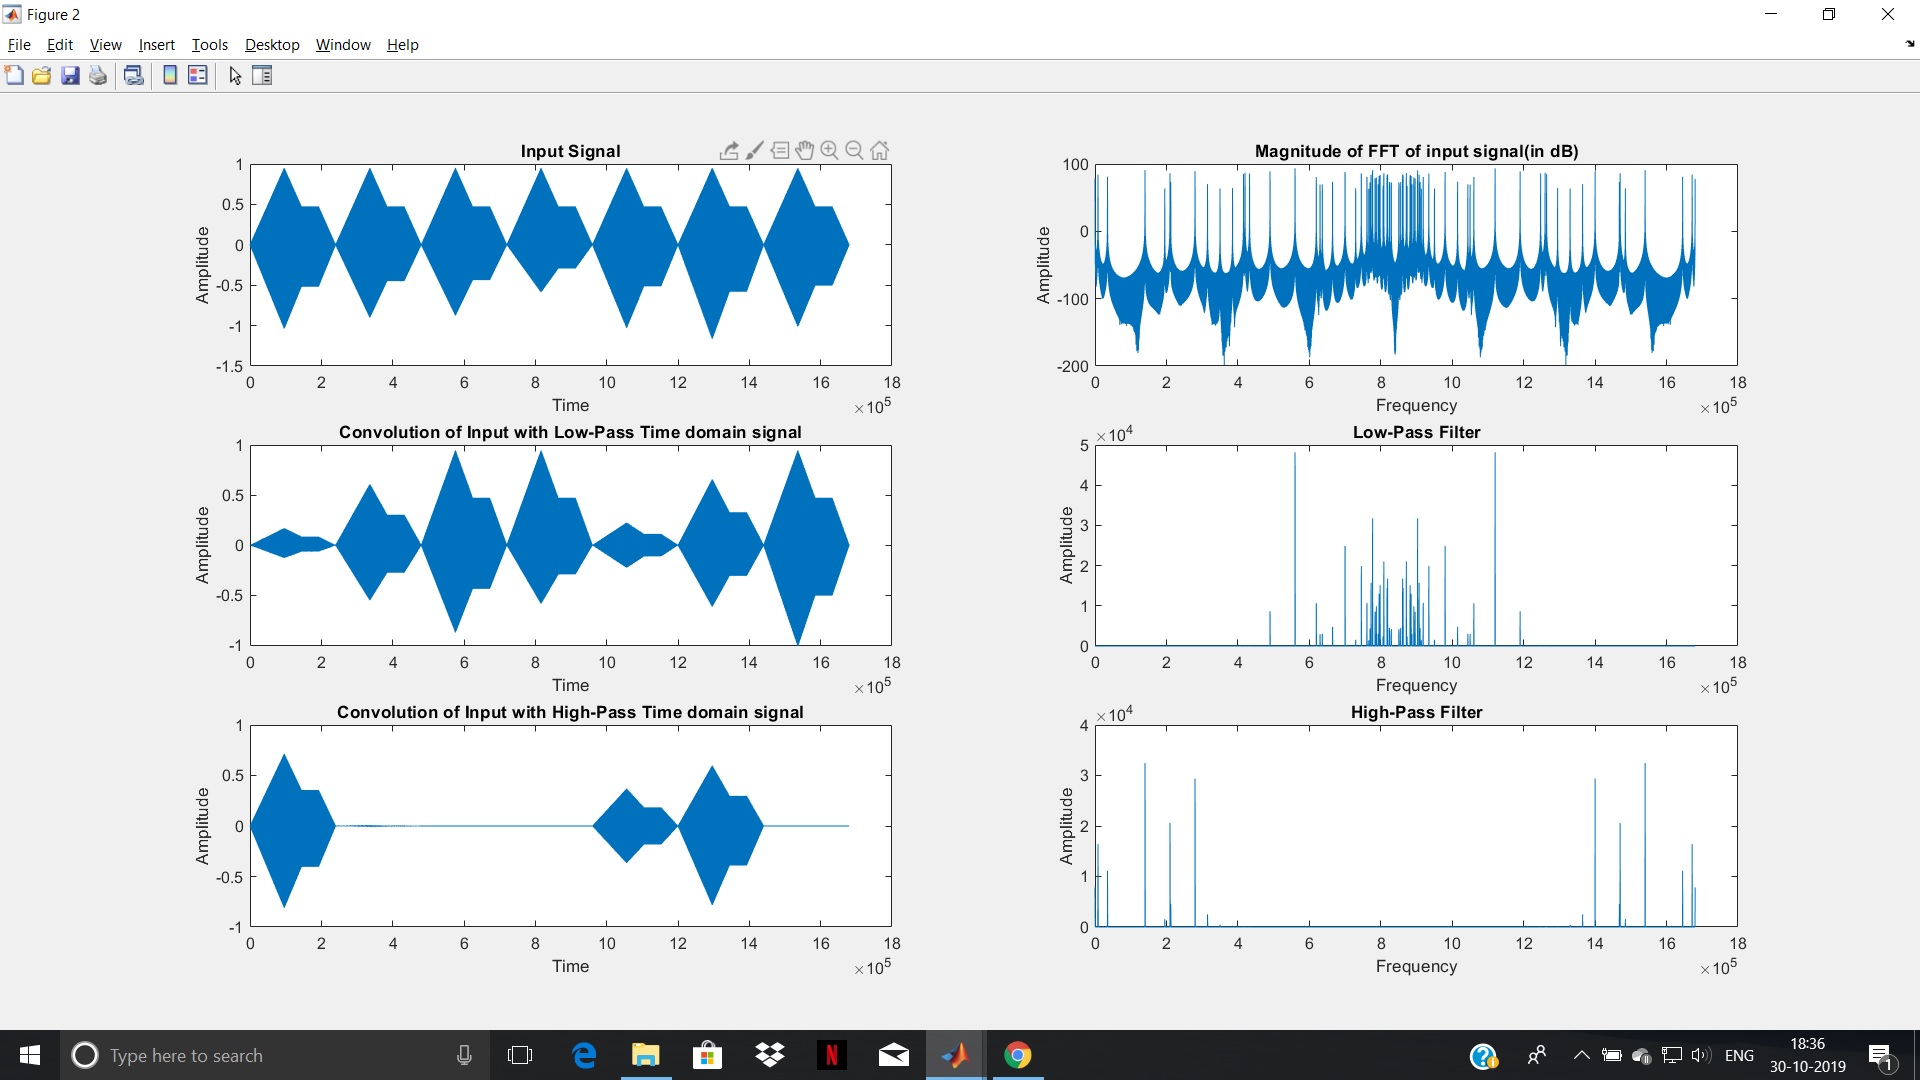 Figure 2
File Edit View Insert Tools Desktop Window Help
Input Signal
Amplitude
1
0.5
0
-0.5
-1
-1.5
0 2 4 6 8 10 12 14 16 18
Time
×10^5
Magnitude of FFT of input signal(in dB)
Amplitude
100
0
-100
-200
0 2 4 6 8 10 12 14 16 18
Frequency
×10^5
Convolution of Input with Low-Pass Time domain signal
Amplitude
1
0.5
0
-0.5
-1
0 2 4 6 8 10 12 14 16 18
Time
×10^5
Low-Pass Filter
×10^4
Amplitude
5
4
3
2
1
0
0 2 4 6 8 10 12 14 16 18
Frequency
×10^5
Convolution of Input with High-Pass Time domain signal
Amplitude
1
0.5
0
-0.5
-1
0 2 4 6 8 10 12 14 16 18
Time
×10^5
High-Pass Filter
×10^4
Amplitude
4
3
2
1
0
0 2 4 6 8 10 12 14 16 18
Frequency
×10^5
Type here to search
N
ENG
18:36
30-10-2019
1